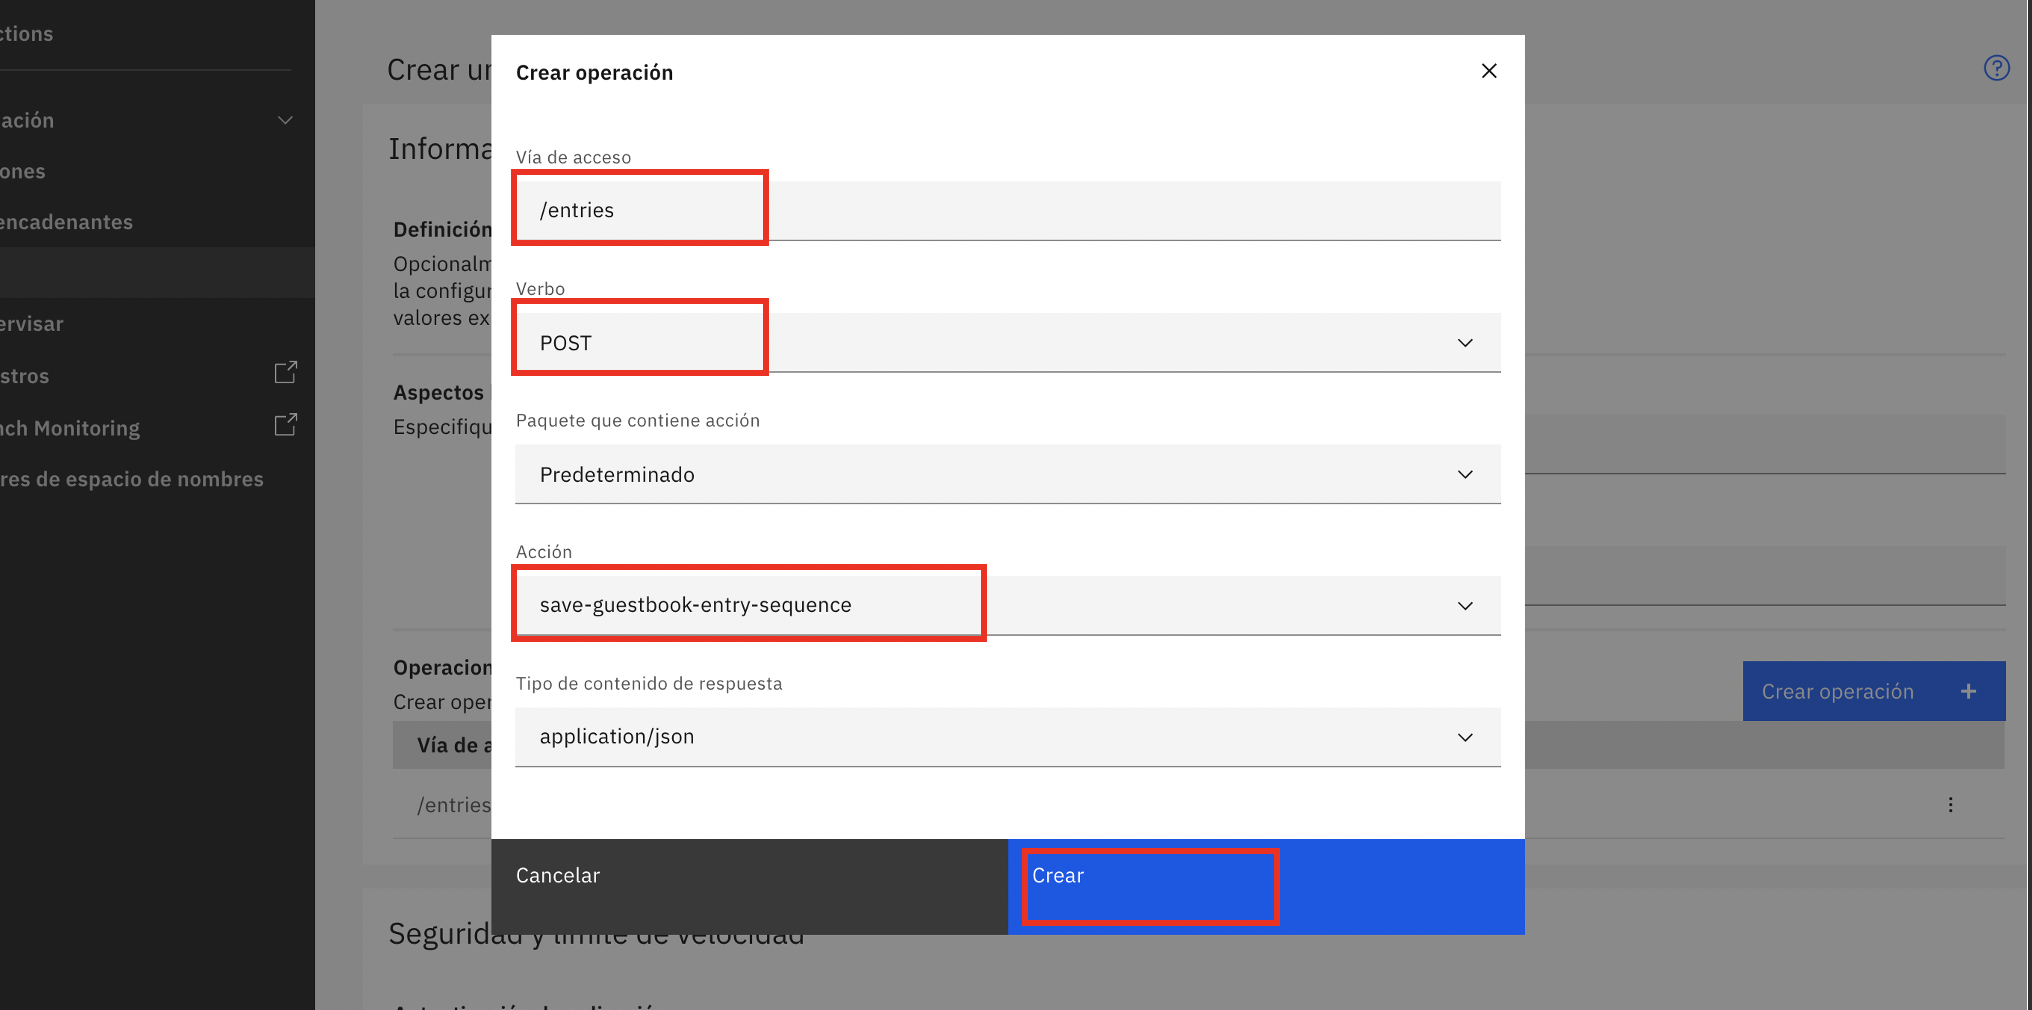 ctions
ación
ones
encadenantes
ervisar
stros
nch Monitoring
res de espacio de nombres
Crear un
Informa
Definición
Opcionalm
la configur
valores ex
Aspectos
Especifiqu
Operacion
Crear oper
Vía de a
/entries
Crear operación
Crear operación
Vía de acceso
/entries
Verbo
POST
Paquete que contiene acción
Predeterminado
Acción
save-guestbook-entry-sequence
Tipo de contenido de respuesta
application/json
Cancelar
Crear
Seguridad y límite de velocidad